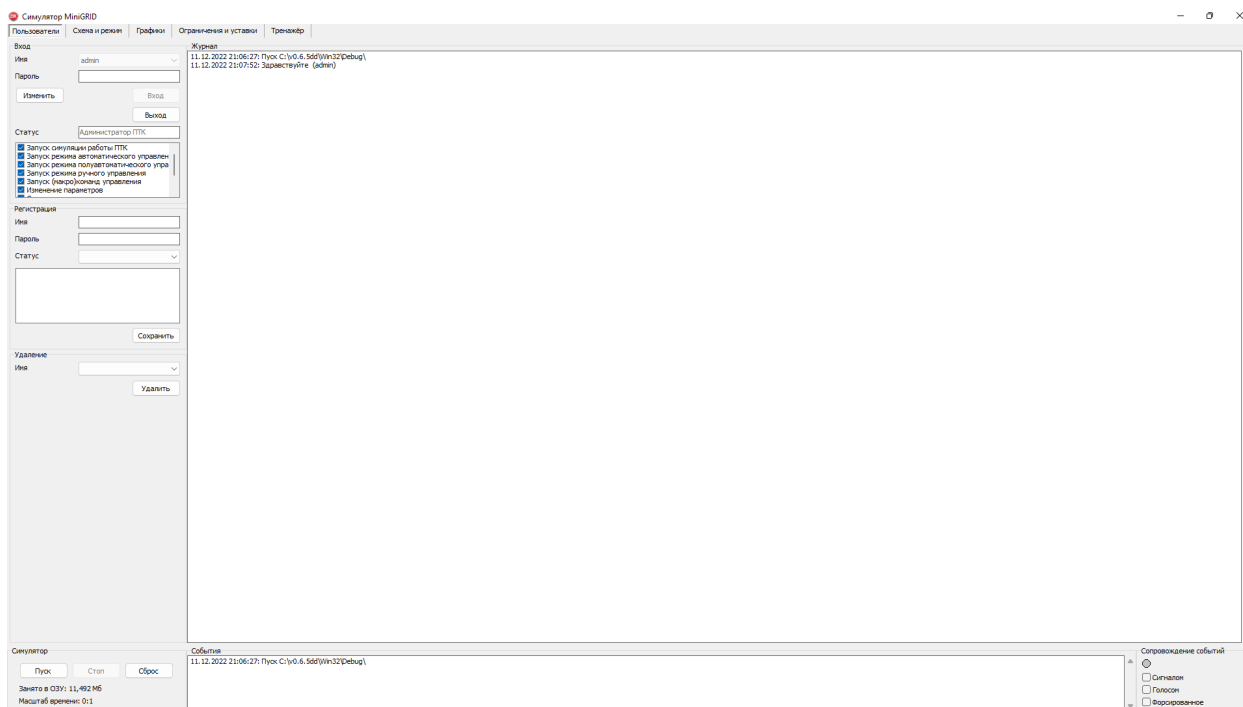 Симулятор MiniGRID
Пользователи Схема и режим Графики Ограничения и уставки Тренажёр
Вход
Имя admin
Пароль
Изменить Вход
Выход
Статус Администратор ПТК
Запуск симуляции работы ПТК
Запуск режима автоматического управлен
Запуск режима полуавтоматического упра
Запуск режима ручного управления
Запуск (макро)команд управления
Изменение параметров
Регистрация
Имя
Пароль
Статус
Сохранить
Удаление
Имя
Удалить
Журнал
11.12.2022 21:06:27: Пуск C:\v0.6.5dd\Win32\Debug\
11.12.2022 21:07:52: Здравствуйте (admin)
Симулятор
Пуск Стоп Сброс
Занято в ОЗУ: 11,492 Мб
Масштаб времени: 0:1
События
11.12.2022 21:06:27: Пуск C:\v0.6.5dd\Win32\Debug\
Сопровождение событий
Сигналом
Голосом
Форсированное